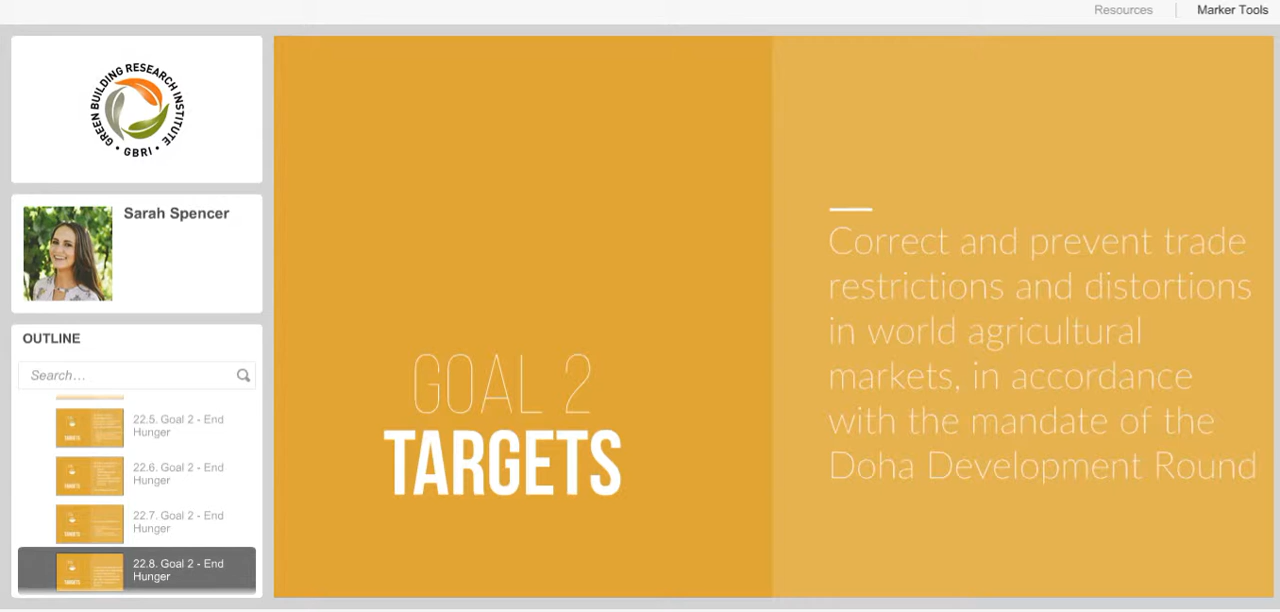 Resources
Marker Tools
GREEN BUILDING RESEARCH INSTITUTE
• GBRI •
Sarah Spencer
OUTLINE
Search...
22.5. Goal 2 - End
Hunger
22.6. Goal 2 - End
Hunger
22.7. Goal 2 - End
Hunger
22.8. Goal 2 - End
Hunger
GOAL 2
TARGETS
Correct and prevent trade
restrictions and distortions
in world agricultural
markets, in accordance
with the mandate of the
Doha Development Round